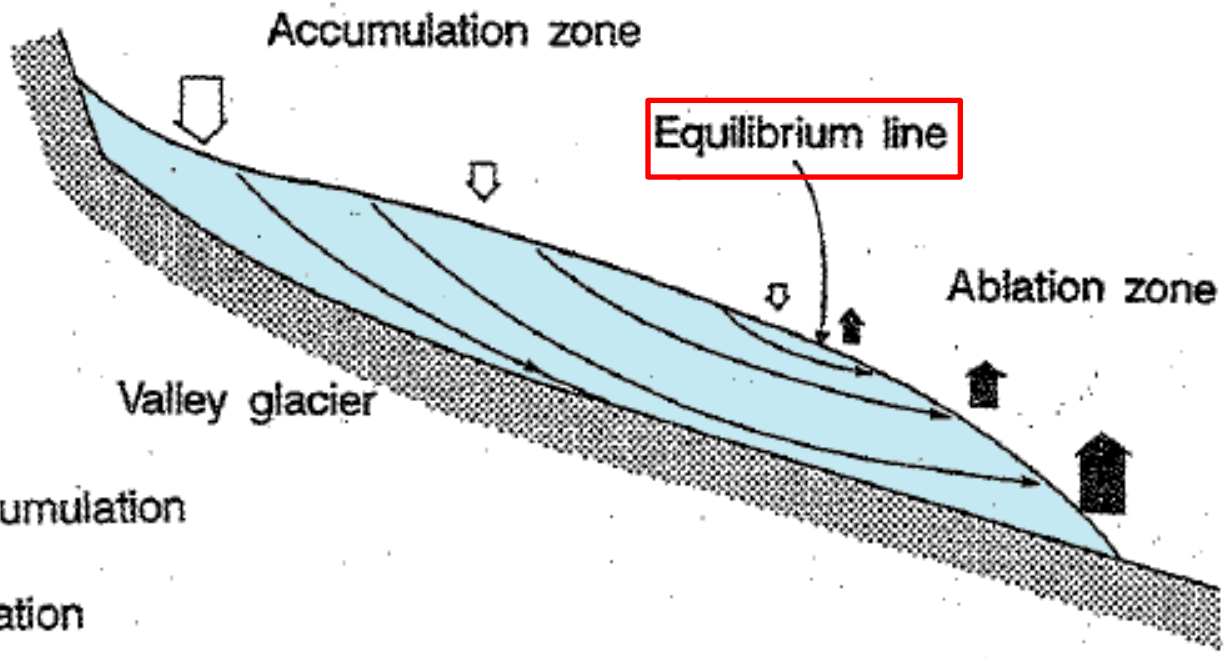 Accumulation zone
Equilibrium line
Ablation zone
Valley glacier
umulation
ation